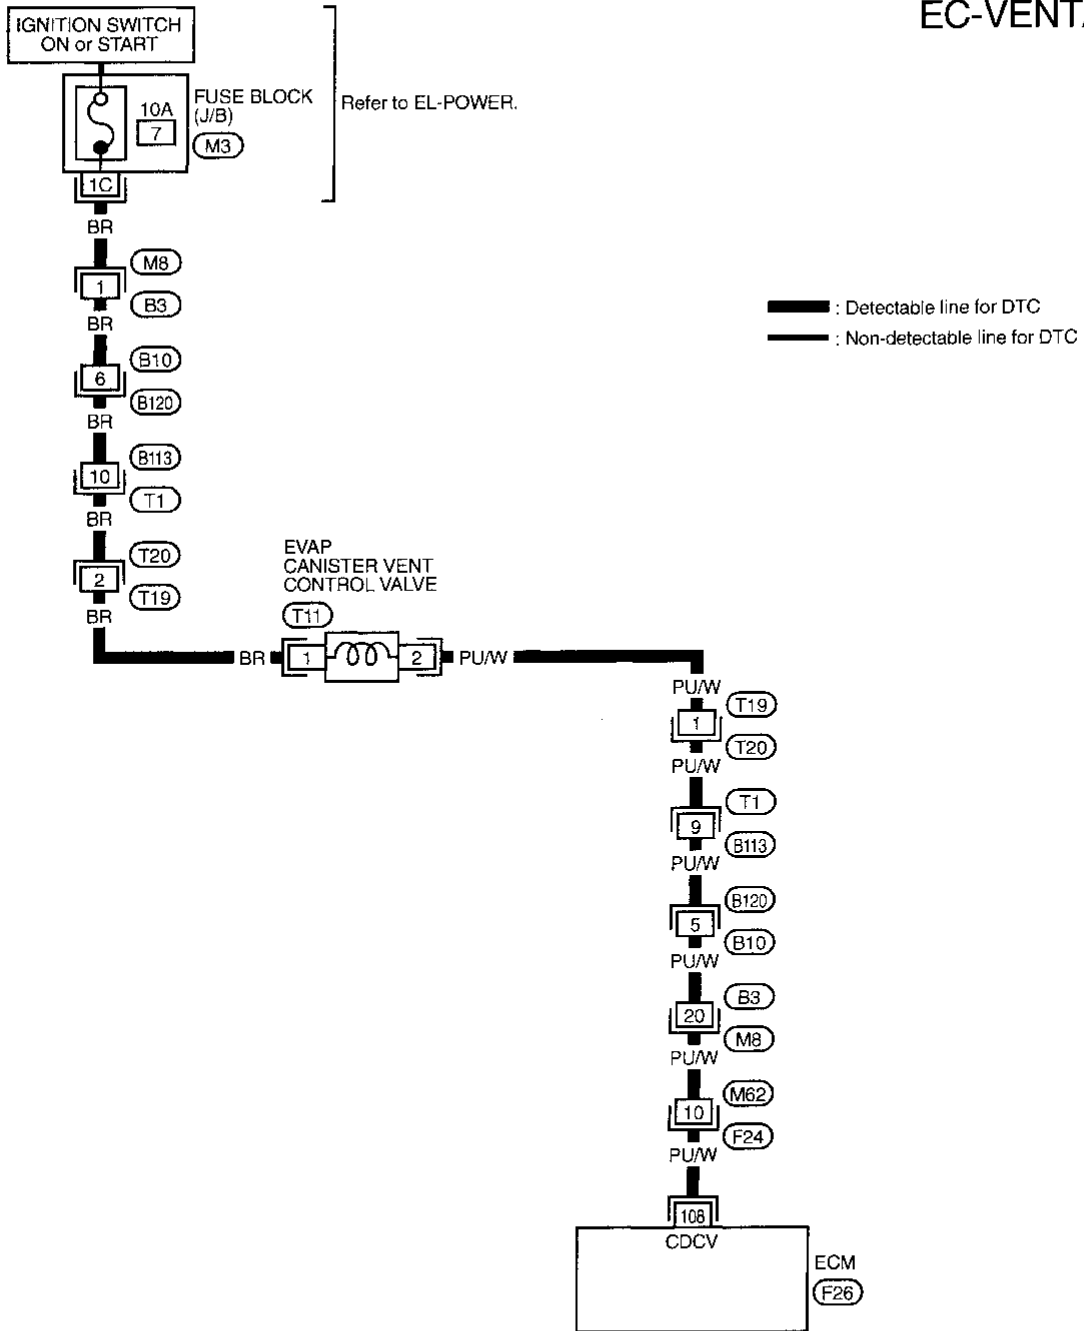 EC-VENT
IGNITION SWITCH
ON or START
FUSE BLOCK
(J/B)
10A
7
M3
Refer to EL-POWER.
1C
BR
M8
1
B3
BR
: Detectable line for DTC
: Non-detectable line for DTC
B10
6
B120
BR
B113
10
T1
BR
T20
2
T19
BR
EVAP
CANISTER VENT
CONTROL VALVE
T11
BR
1
2
PU/W
PU/W
T19
1
T20
PU/W
T1
9
B113
PU/W
B120
5
B10
PU/W
B3
20
M8
PU/W
M62
10
F24
PU/W
108
CDCV
ECM
F26